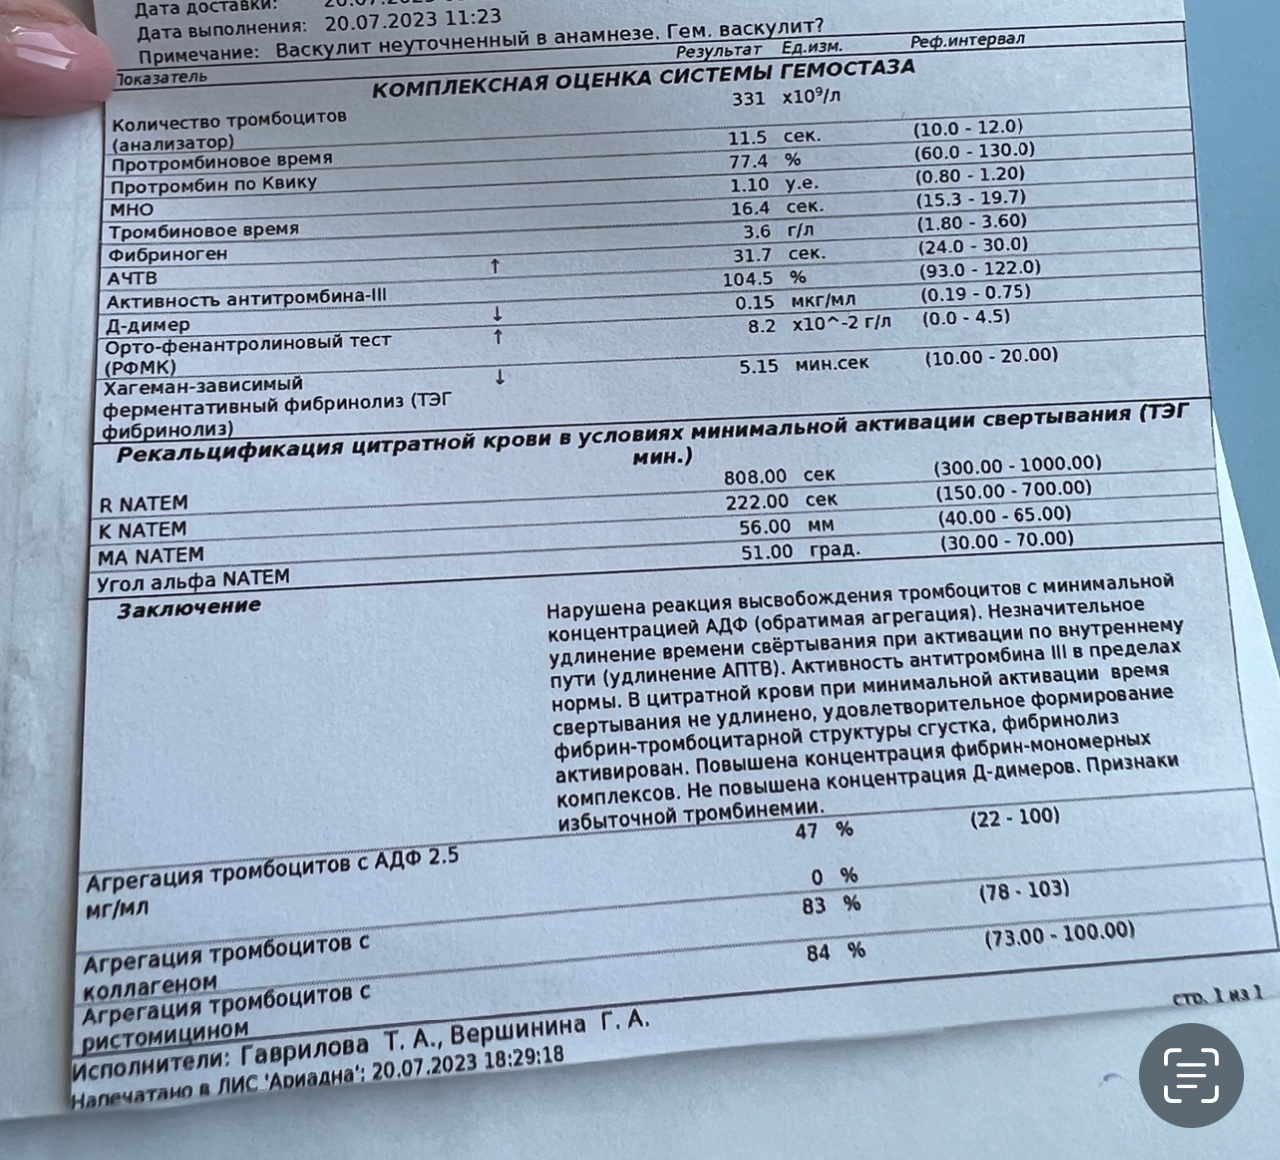 Дата доставки:
Дата выполнения: 20.07.2023 11:23
Примечание: Васкулит неуточненный в анамнезе. Гем. васкулит?
Показатель Результат Ед.изм. Реф.интервал
КОМПЛЕКСНАЯ ОЦЕНКА СИСТЕМЫ ГЕМОСТАЗА
Количество тромбоцитов 331 x10⁹/л
(анализатор)
Протромбиновое время 11.5 сек. (10.0 - 12.0)
Протромбин по Квику 77.4 % (60.0 - 130.0)
МНО 1.10 у.е. (0.80 - 1.20)
Тромбиновое время 16.4 сек. (15.3 - 19.7)
Фибриноген 3.6 г/л (1.80 - 3.60)
АЧТВ ↑ 31.7 сек. (24.0 - 30.0)
Активность антитромбина-III 104.5 % (93.0 - 122.0)
Д-димер ↓ 0.15 мкг/мл (0.19 - 0.75)
Орто-фенантролиновый тест ↑ 8.2 x10^-2 г/л (0.0 - 4.5)
(РФМК)
Хагеман-зависимый ↓ 5.15 мин.сек (10.00 - 20.00)
ферментативный фибринолиз (ТЭГ
фибринолиз)
Рекальцификация цитратной крови в условиях минимальной активации свертывания (ТЭГ
мин.)
R NATEM 808.00 сек (300.00 - 1000.00)
K NATEM 222.00 сек (150.00 - 700.00)
MA NATEM 56.00 мм (40.00 - 65.00)
Угол альфа NATEM 51.00 град. (30.00 - 70.00)
Заключение
Нарушена реакция высвобождения тромбоцитов с минимальной
концентрацией АДФ (обратимая агрегация). Незначительное
удлинение времени свёртывания при активации по внутреннему
пути (удлинение АПТВ). Активность антитромбина III в пределах
нормы. В цитратной крови при минимальной активации время
свертывания не удлинено, удовлетворительное формирование
фибрин-тромбоцитарной структуры сгустка, фибринолиз
активирован. Повышена концентрация фибрин-мономерных
комплексов. Не повышена концентрация Д-димеров. Признаки
избыточной тромбинемии.
Агрегация тромбоцитов с АДФ 2.5 47 % (22 - 100)
мг/мл
0 %
Агрегация тромбоцитов с 83 % (78 - 103)
коллагеном
Агрегация тромбоцитов с 84 % (73.00 - 100.00)
ристомицином
Исполнители: Гаврилова Т. А., Вершинина Г. А.
Напечатано в ЛИС 'Ариадна'; 20.07.2023 18:29:18
стр. 1 из 1